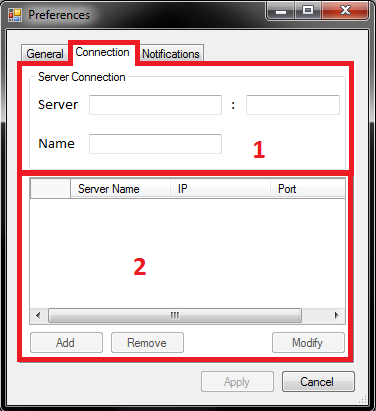 Preferences
General Connection Notifications
Server Connection
Server :
Name
1
Server Name IP Port
2
Add Remove Modify
Apply Cancel